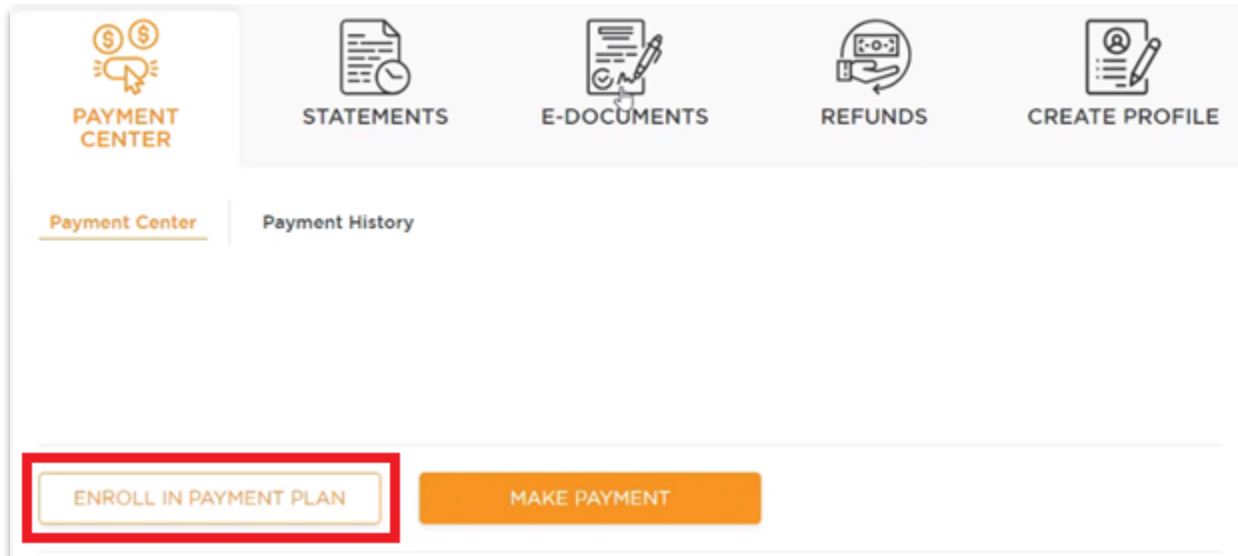 PAYMENT
CENTER
STATEMENTS
E-DOCUMENTS
REFUNDS
CREATE PROFILE
Payment Center
Payment History
ENROLL IN PAYMENT PLAN
MAKE PAYMENT